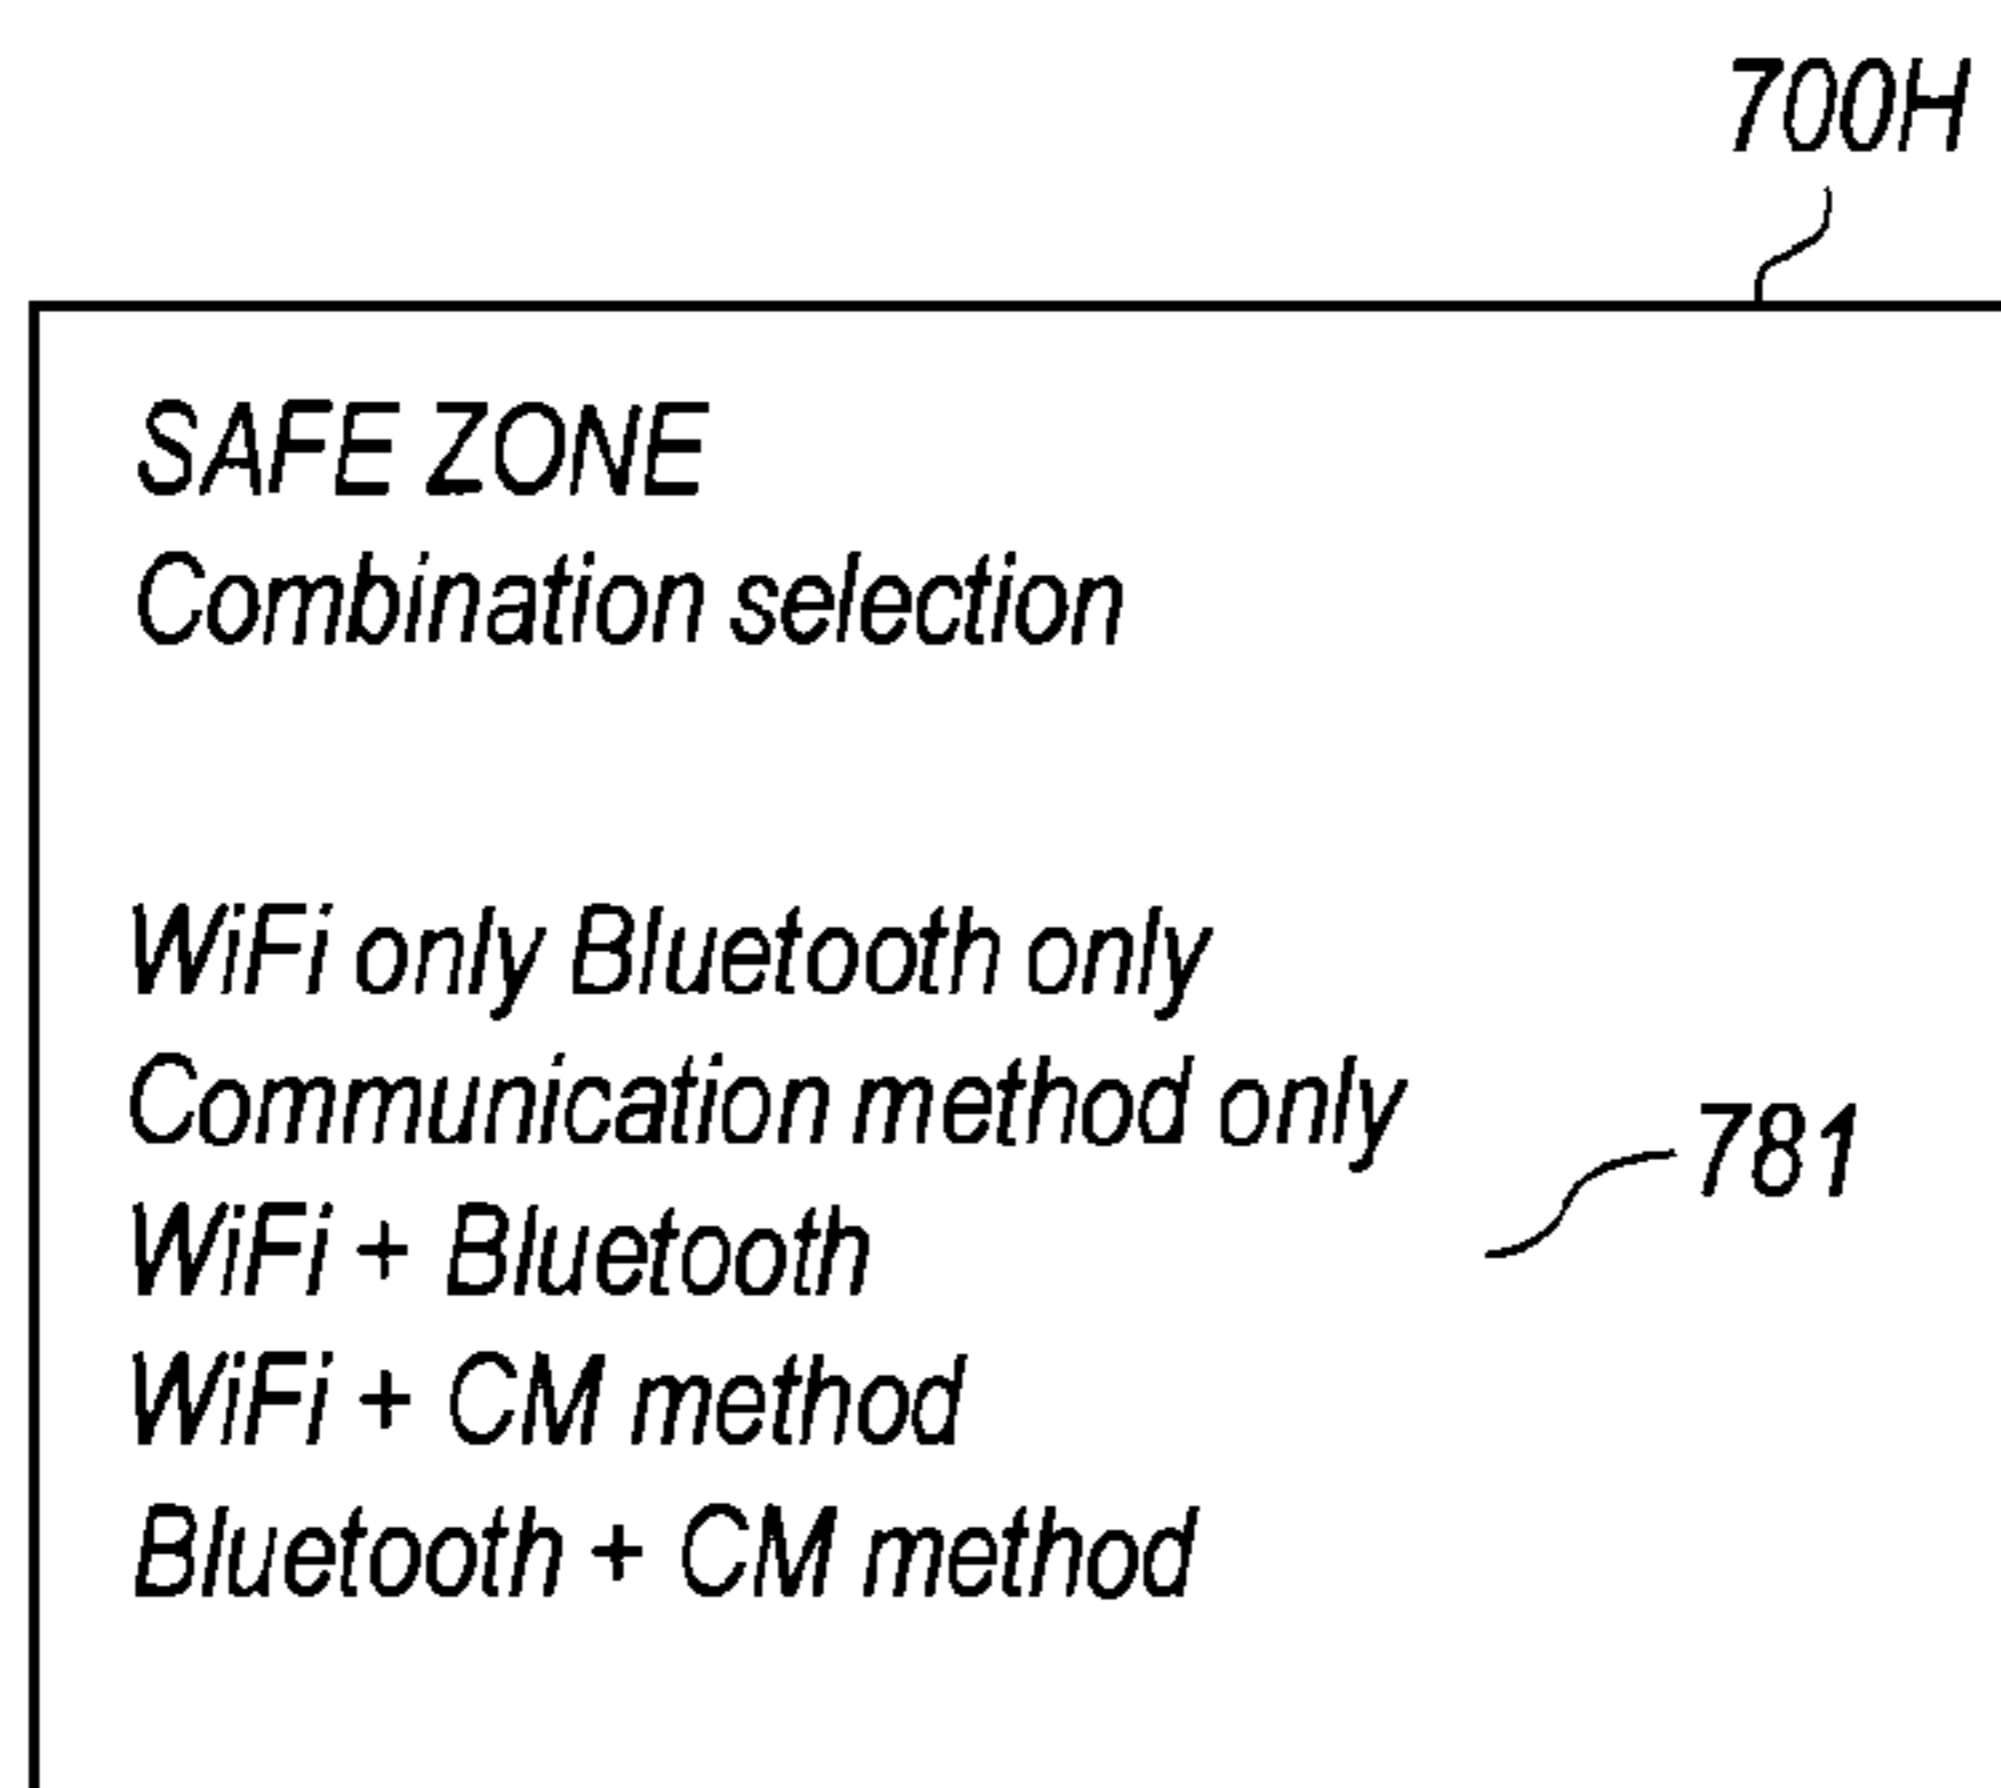 700H
SAFE ZONE
Combination selection
WiFi only Bluetooth only
Communication method only
781
WiFi + Bluetooth
WiFi + CM method
Bluetooth + CM method